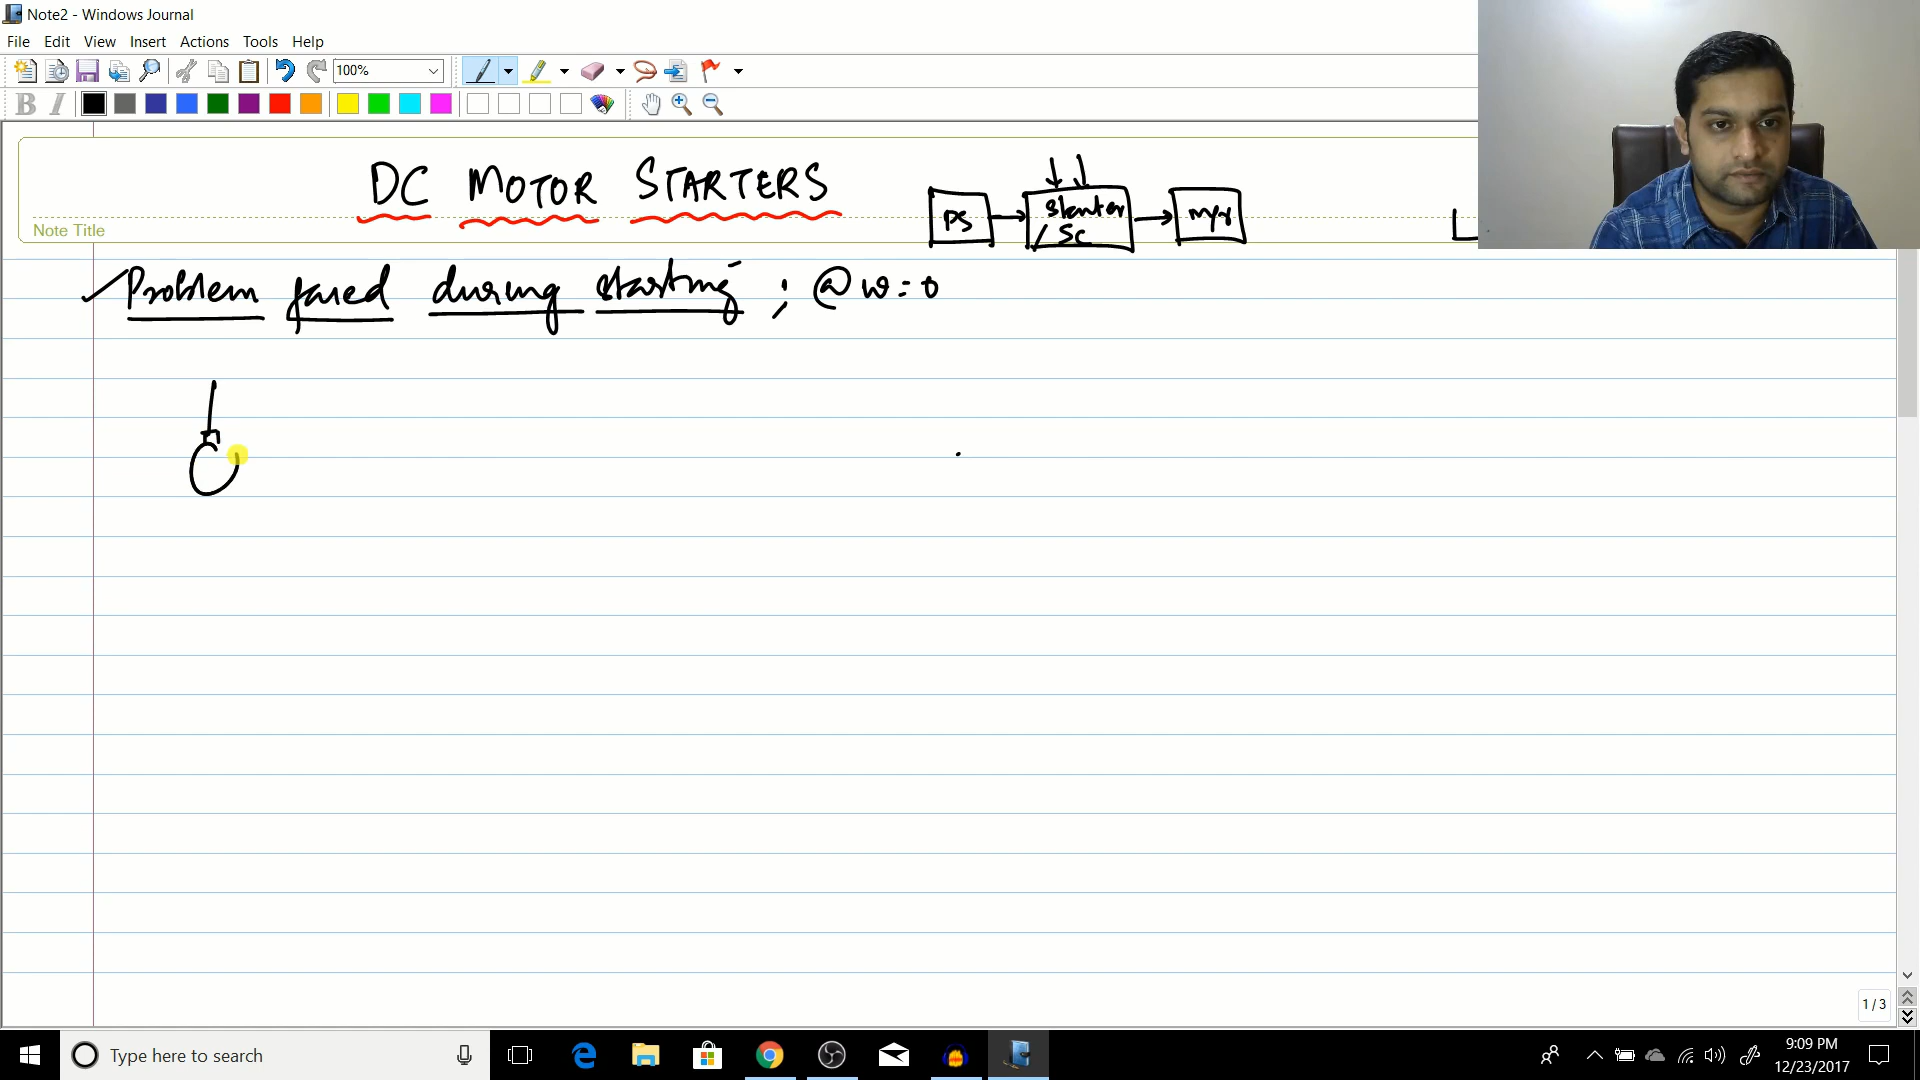 Note2 - Windows Journal
File Edit View Insert Actions Tools Help
100%
B I
DC MOTOR STARTERS
PS
Starter
/ SC
M/r
Note Title
Problem faced during starting ; @ w = 0
1 / 3
Type here to search
9:09 PM
12/23/2017